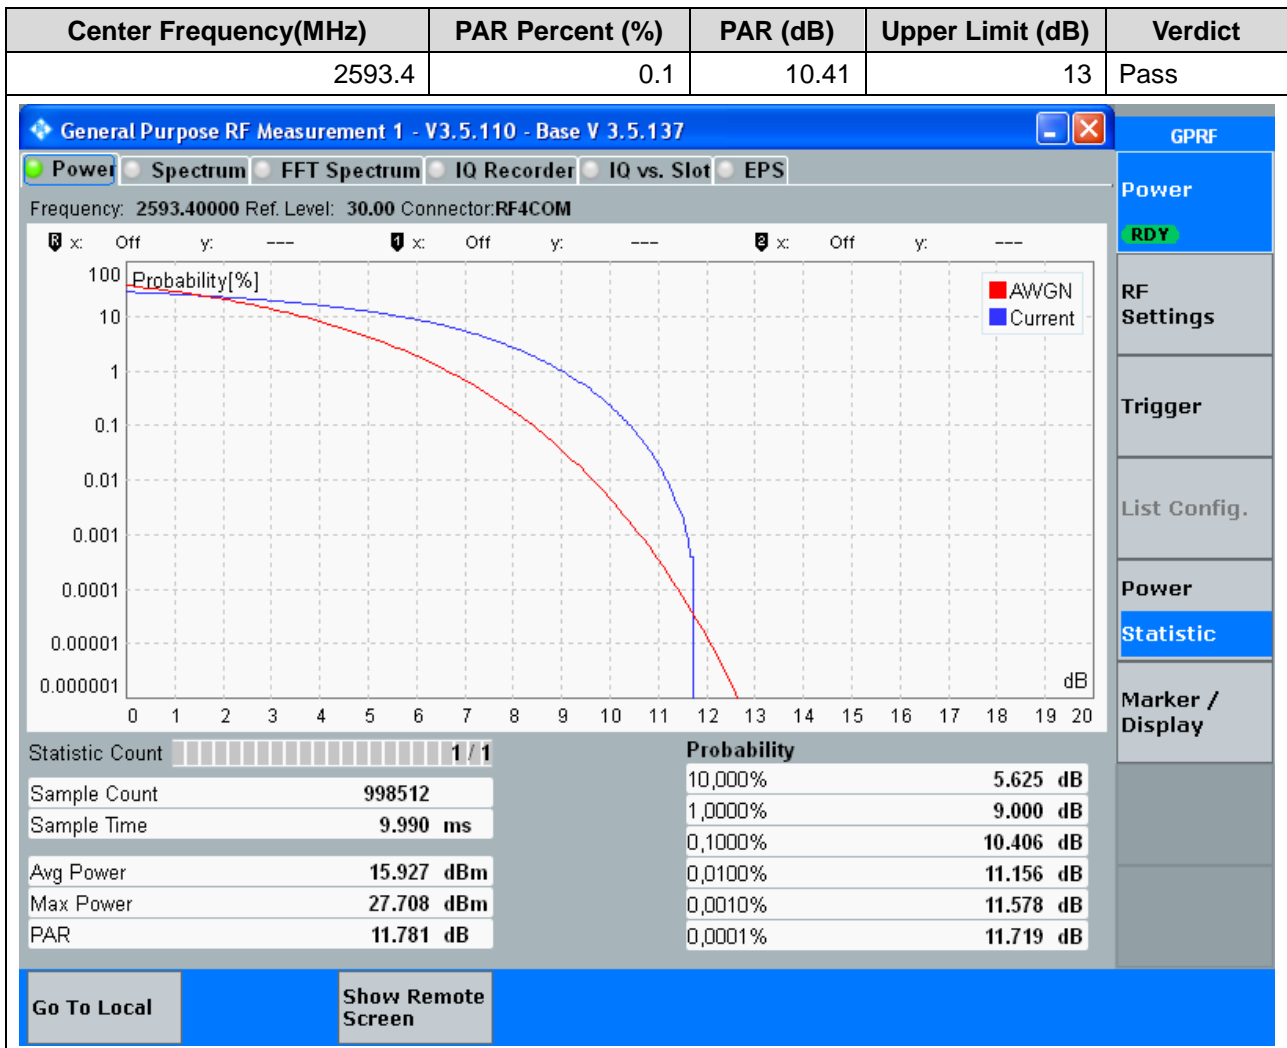 Center Frequency(MHz) PAR Percent (%) PAR (dB) Upper Limit (dB) Verdict
2593.4 0.1 10.41 13 Pass
General Purpose RF Measurement 1 - V3.5.110 - Base V 3.5.137
GPRF
Power Spectrum FFT Spectrum IQ Recorder IQ vs. Slot EPS
Frequency: 2593.40000 Ref. Level: 30.00 Connector:RF4COM
R x: Off y: --- 1 x: Off y: --- 2 x: Off y: ---
Probability[%]
AWGN
Current
100
10
1
0.1
0.01
0.001
0.0001
0.00001
0.000001
dB
0 1 2 3 4 5 6 7 8 9 10 11 12 13 14 15 16 17 18 19 20
Statistic Count 1 / 1
Sample Count 998512
Sample Time 9.990 ms
Avg Power 15.927 dBm
Max Power 27.708 dBm
PAR 11.781 dB
Probability
10,000% 5.625 dB
1,0000% 9.000 dB
0,1000% 10.406 dB
0,0100% 11.156 dB
0,0010% 11.578 dB
0,0001% 11.719 dB
Power
RDY
RF
Settings
Trigger
List Config.
Power
Statistic
Marker /
Display
Go To Local
Show Remote
Screen